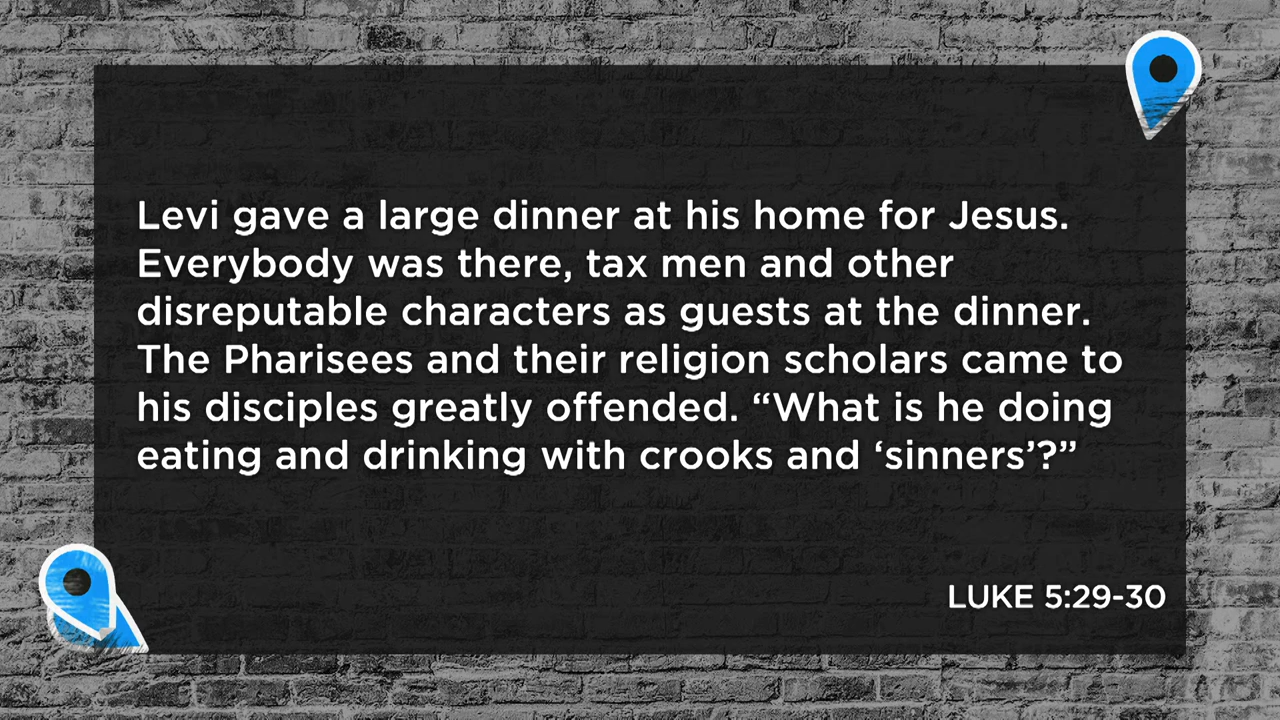 Levi gave a large dinner at his home for Jesus.
Everybody was there, tax men and other
disreputable characters as guests at the dinner.
The Pharisees and their religion scholars came to
his disciples greatly offended. “What is he doing
eating and drinking with crooks and ‘sinners’?”
LUKE 5:29-30